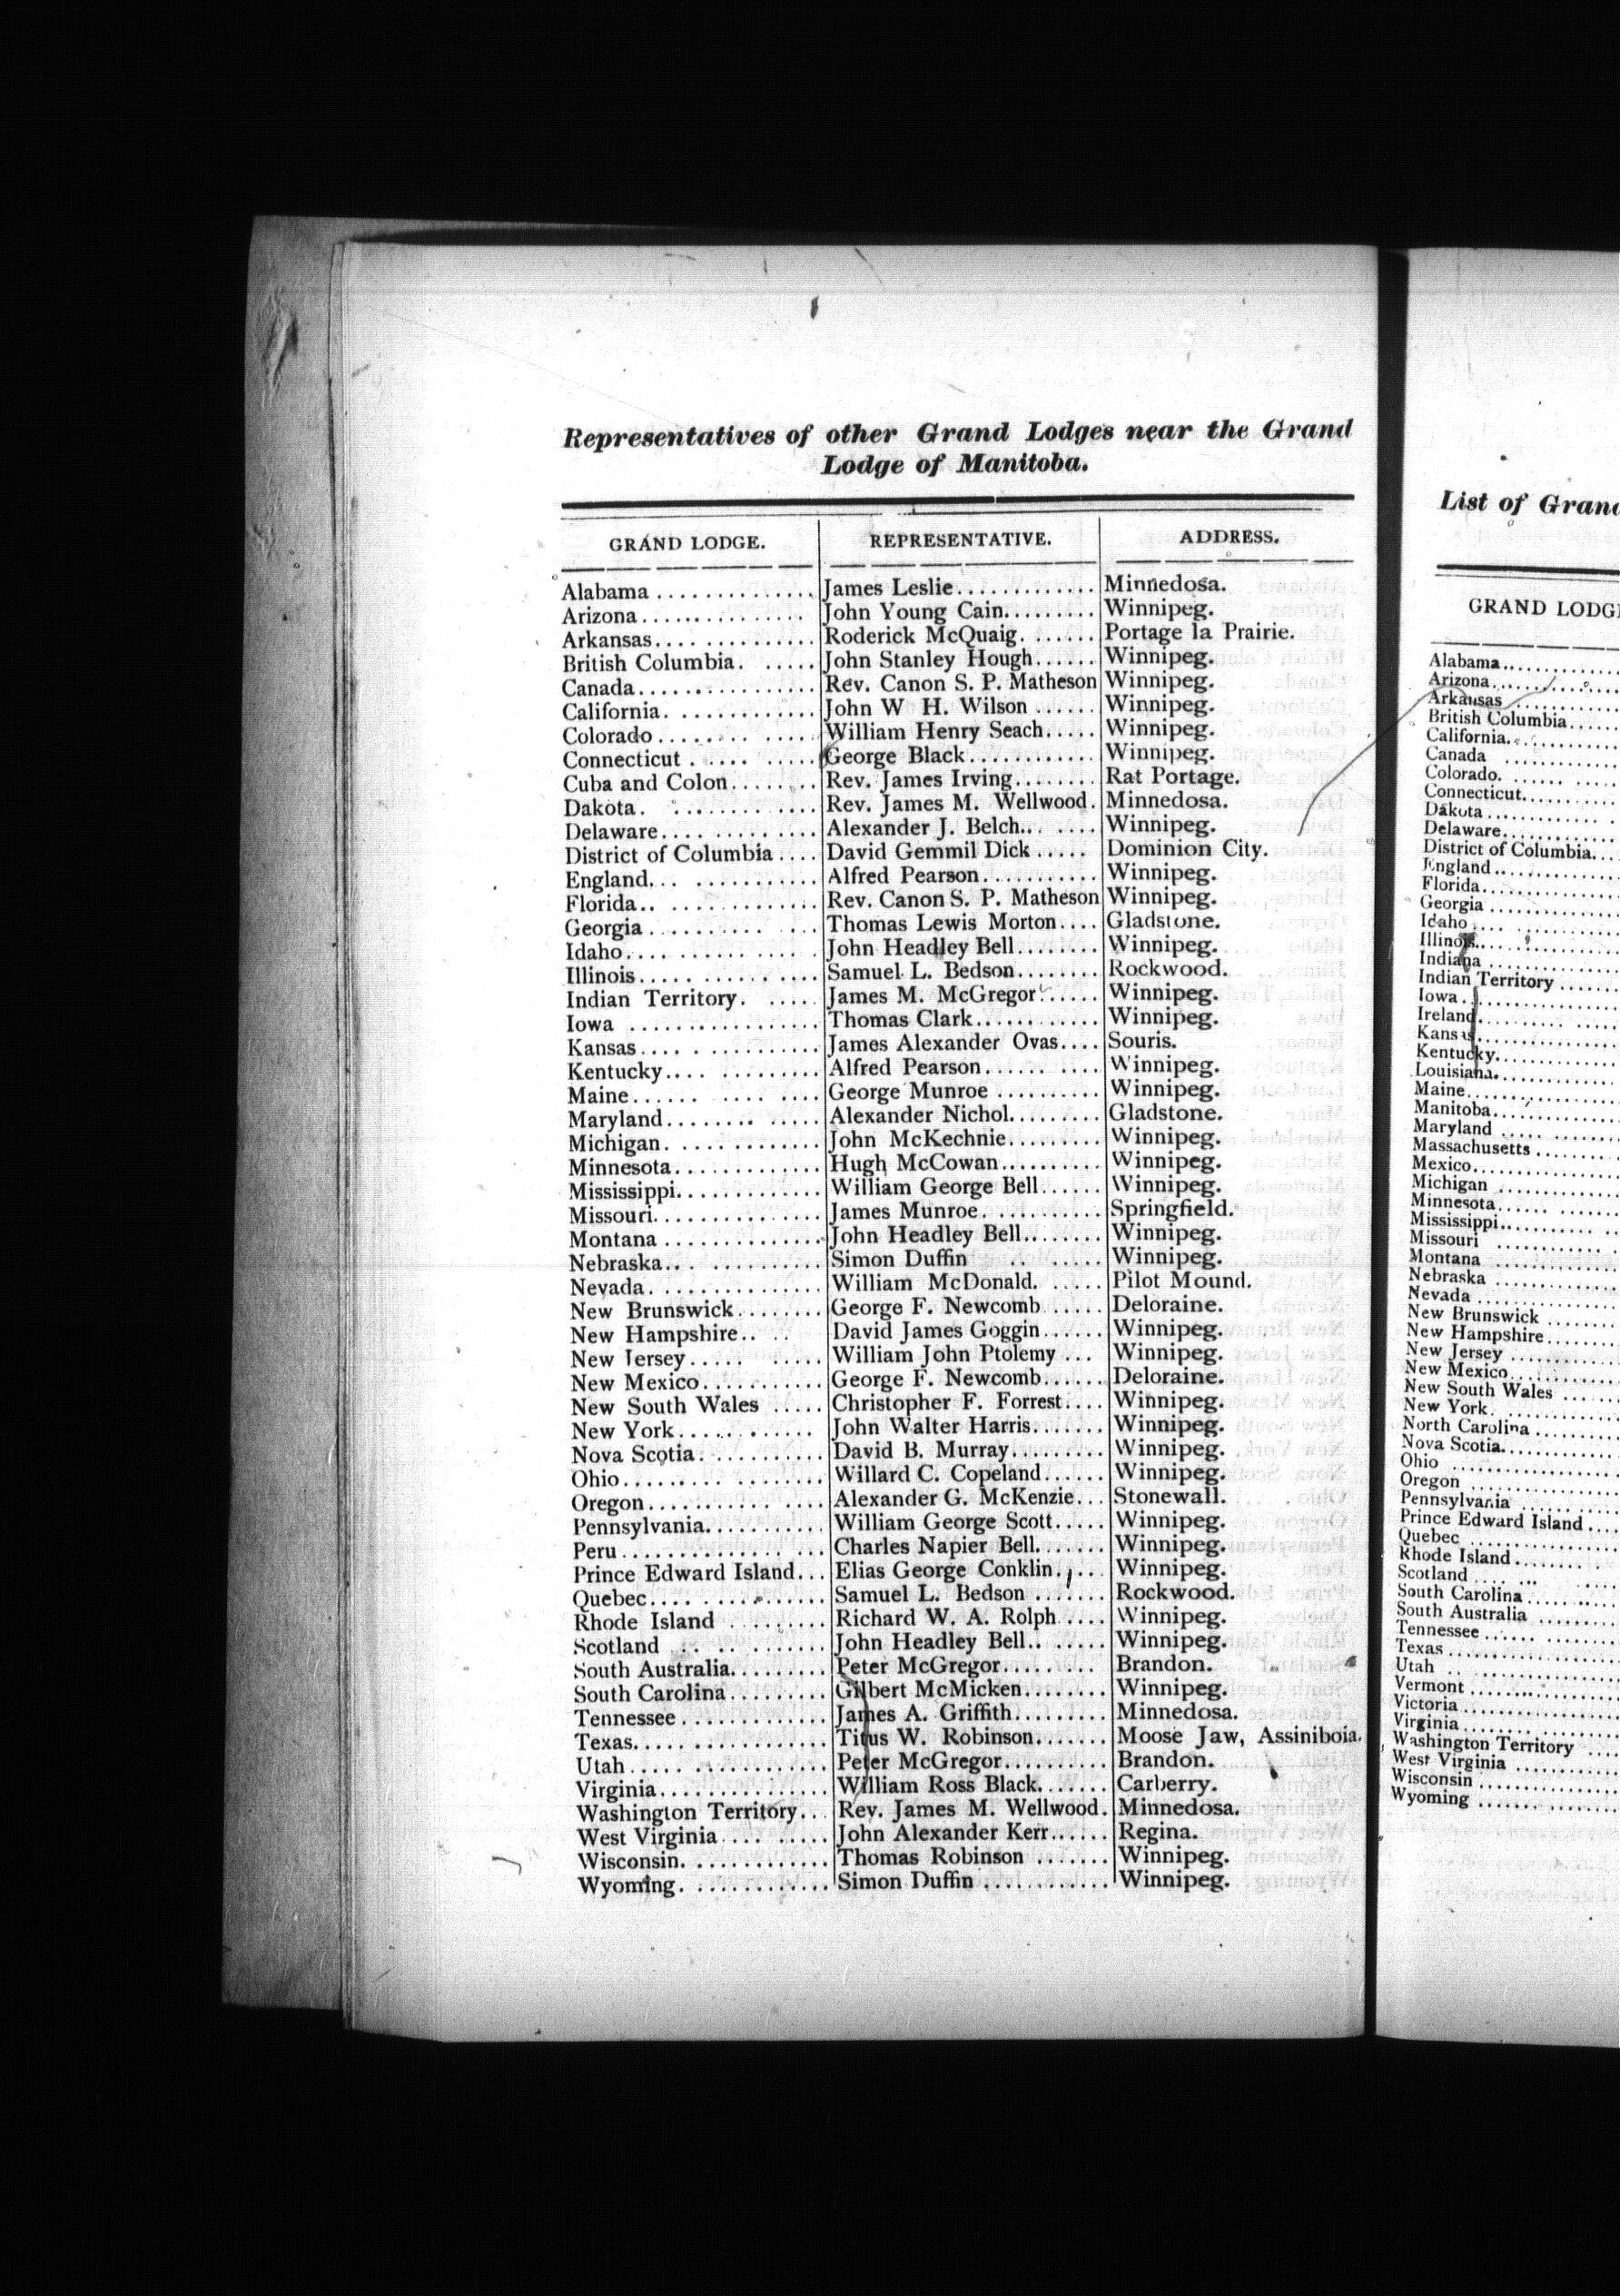 Representatives of other Grand Lodges near the Grand
Lodge of Manitoba.
GRAND LODGE. REPRESENTATIVE. ADDRESS.
Alabama James Leslie Minnedosa.
Arizona John Young Cain Winnipeg.
Arkansas Roderick McQuaig Portage la Prairie.
British Columbia John Stanley Hough Winnipeg.
Canada Rev. Canon S. P. Matheson Winnipeg.
California John W H. Wilson Winnipeg.
Colorado William Henry Seach Winnipeg.
Connecticut George Black Winnipeg.
Cuba and Colon Rev. James Irving Rat Portage.
Dakota Rev. James M. Wellwood Minnedosa.
Delaware Alexander J. Belch Winnipeg.
District of Columbia David Gemmil Dick Dominion City.
England Alfred Pearson Winnipeg.
Florida Rev. Canon S. P. Matheson Winnipeg.
Georgia Thomas Lewis Morton Gladstone.
Idaho John Headley Bell Winnipeg.
Illinois Samuel L. Bedson Rockwood.
Indian Territory James M. McGregor Winnipeg.
Iowa Thomas Clark Winnipeg.
Kansas James Alexander Ovas Souris.
Kentucky Alfred Pearson Winnipeg.
Maine George Munroe Winnipeg.
Maryland Alexander Nichol Gladstone.
Michigan John McKechnie Winnipeg.
Minnesota Hugh McCowan Winnipeg.
Mississippi William George Bell Winnipeg.
Missouri James Munroe Springfield.
Montana John Headley Bell Winnipeg.
Nebraska Simon Duffin Winnipeg.
Nevada William McDonald Pilot Mound.
New Brunswick George F. Newcomb Deloraine.
New Hampshire David James Goggin Winnipeg.
New Jersey William John Ptolemy Winnipeg.
New Mexico George F. Newcomb Deloraine.
New South Wales Christopher F. Forrest Winnipeg.
New York John Walter Harris Winnipeg.
Nova Scotia David B. Murray Winnipeg.
Ohio Willard C. Copeland Winnipeg.
Oregon Alexander G. McKenzie Stonewall.
Pennsylvania William George Scott Winnipeg.
Peru Charles Napier Bell Winnipeg.
Prince Edward Island Elias George Conklin Winnipeg.
Quebec Samuel L. Bedson Rockwood.
Rhode Island Richard W. A. Rolph Winnipeg.
Scotland John Headley Bell Winnipeg.
South Australia Peter McGregor Brandon.
South Carolina Gilbert McMicken Winnipeg.
Tennessee James A. Griffith Minnedosa.
Texas Titus W. Robinson Moose Jaw, Assiniboia.
Utah Peter McGregor Brandon.
Virginia William Ross Black Carberry.
Washington Territory Rev. James M. Wellwood Minnedosa.
West Virginia John Alexander Kerr Regina.
Wisconsin Thomas Robinson Winnipeg.
Wyoming Simon Duffin Winnipeg.
List of Gran
GRAND LODG
Alabama
Arizona
Arkansas
British Columbia
California
Canada
Colorado
Connecticut
Dakota
Delaware
District of Columbia
England
Florida
Georgia
Idaho
Illinois
Indiana
Indian Territory
Iowa
Ireland
Kansas
Kentucky
Louisiana
Maine
Manitoba
Maryland
Massachusetts
Mexico
Michigan
Minnesota
Mississippi
Missouri
Montana
Nebraska
Nevada
New Brunswick
New Hampshire
New Jersey
New Mexico
New South Wales
New York
North Carolina
Nova Scotia
Ohio
Oregon
Pennsylvania
Prince Edward Island
Quebec
Rhode Island
Scotland
South Carolina
South Australia
Tennessee
Texas
Utah
Vermont
Victoria
Virginia
Washington Territory
West Virginia
Wisconsin
Wyoming